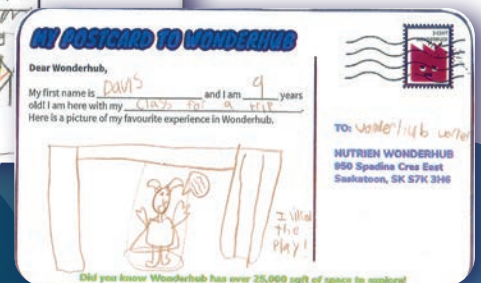 MY POSTCARD TO WONDERHUB
Dear Wonderhub,
My first name is Davis and I am 9 years
old! I am here with my class for a trip
Here is a picture of my favourite experience in Wonderhub.
I liked
the
play!
TO: wonderhub
NUTRIEN WONDERHUB
950 Spadina Cres East
Saskatoon, SK S7K 3H6
Did you know Wonderhub has over 25,000 sqft of space to explore!